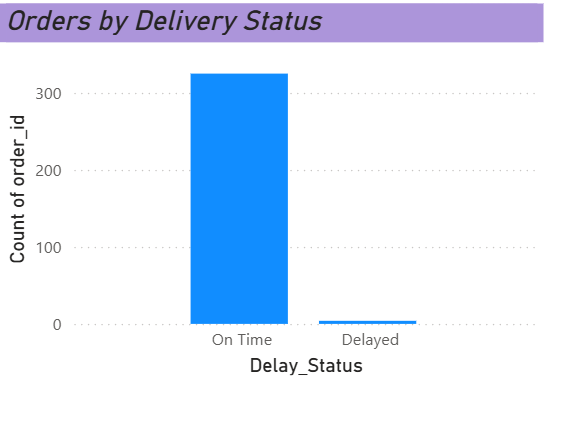 Orders by Delivery Status
Count of order_id
300
200
100
0
On Time Delayed
Delay_Status